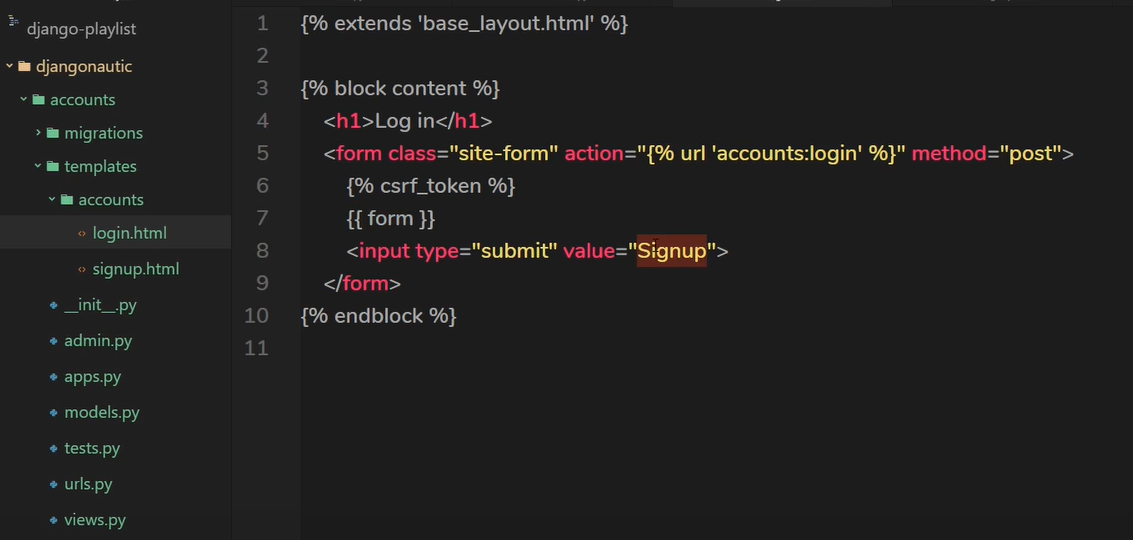 django-playlist
djangonautic
accounts
migrations
templates
accounts
login.html
signup.html
__init__.py
admin.py
apps.py
models.py
tests.py
urls.py
views.py
1 {% extends 'base_layout.html' %}
2
3 {% block content %}
4 <h1>Log in</h1>
5 <form class="site-form" action="{% url 'accounts:login' %}" method="post">
6 {% csrf_token %}
7 {{ form }}
8 <input type="submit" value="Signup">
9 </form>
10 {% endblock %}
11